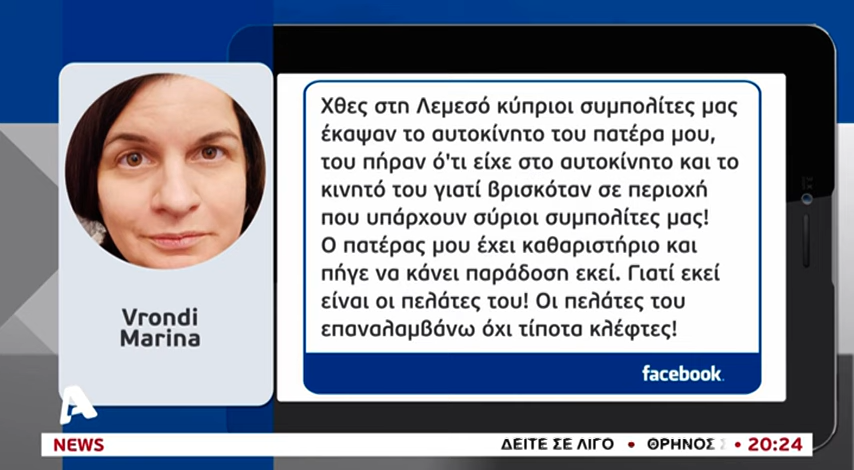 Χθες στη Λεμεσό κύπριοι συμπολίτες μας
έκαψαν το αυτοκίνητο του πατέρα μου,
του πήραν ό'τι είχε στο αυτοκίνητο και το
κινητό του γιατί βρισκόταν σε περιοχή
που υπάρχουν σύριοι συμπολίτες μας!
Ο πατέρας μου έχει καθαριστήριο και
πήγε να κάνει παράδοση εκεί. Γιατί εκεί
είναι οι πελάτες του! Οι πελάτες του
επαναλαμβάνω όχι τίποτα κλέφτες!
Vrondi
Marina
facebook.
A
NEWS ΔΕΙΤΕ ΣΕ ΛΙΓΟ • ΘΡΗΝΟΣ • 20:24